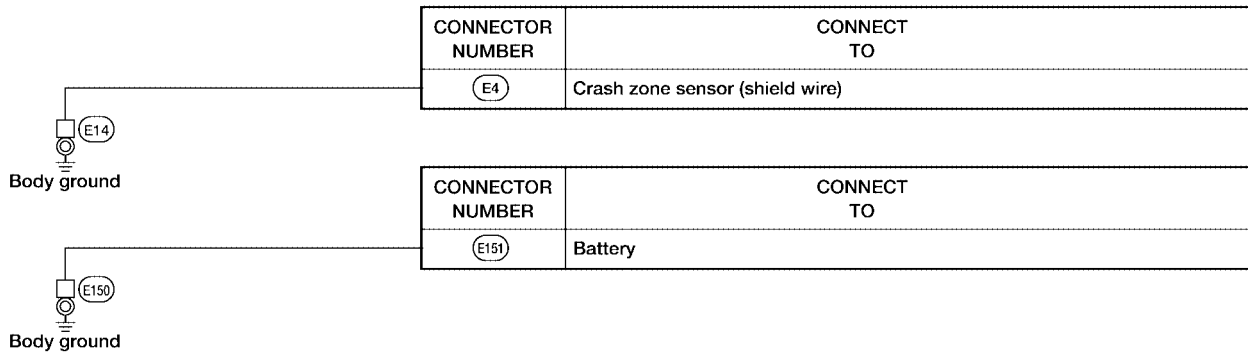 CONNECTOR NUMBER
CONNECT TO
E4
Crash zone sensor (shield wire)
E14
Body ground
CONNECTOR NUMBER
CONNECT TO
E151
Battery
E150
Body ground